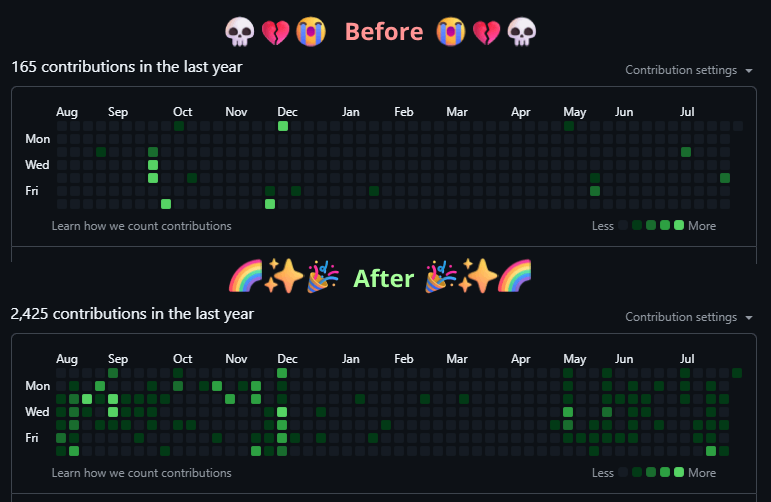 💀💔😭 Before 😭💔💀
165 contributions in the last year
Contribution settings
Aug Sep Oct Nov Dec Jan Feb Mar Apr May Jun Jul
Mon
Wed
Fri
Learn how we count contributions Less More
🌈✨🎉 After 🎉✨🌈
2,425 contributions in the last year
Contribution settings
Aug Sep Oct Nov Dec Jan Feb Mar Apr May Jun Jul
Mon
Wed
Fri
Learn how we count contributions Less More